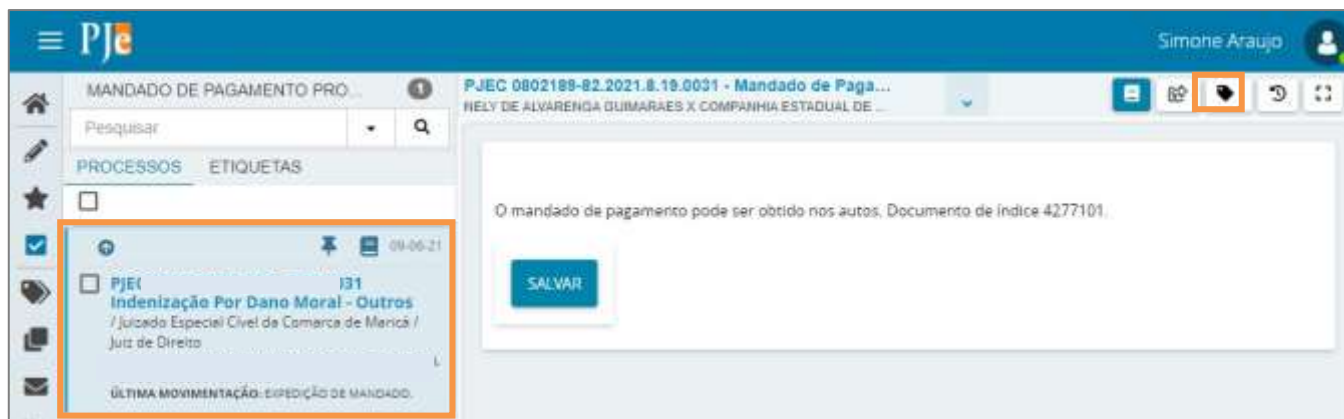 PJe
Simone Araujo
MANDADO DE PAGAMENTO PRO...
1
Pesquisar
PROCESSOS ETIQUETAS
09-06-21
PJE( )31
Indenização Por Dano Moral - Outros
/ Juizado Especial Cível da Comarca de Maricá /
Juiz de Direito
L
ÚLTIMA MOVIMENTAÇÃO: EXPEDIÇÃO DE MANDADO.
PJEC 0802189-82.2021.8.19.0031 - Mandado de Paga...
NELY DE ALVARENGA GUIMARÃES X COMPANHIA ESTADUAL DE ...
O mandado de pagamento pode ser obtido nos autos. Documento de índice 4277101.
SALVAR